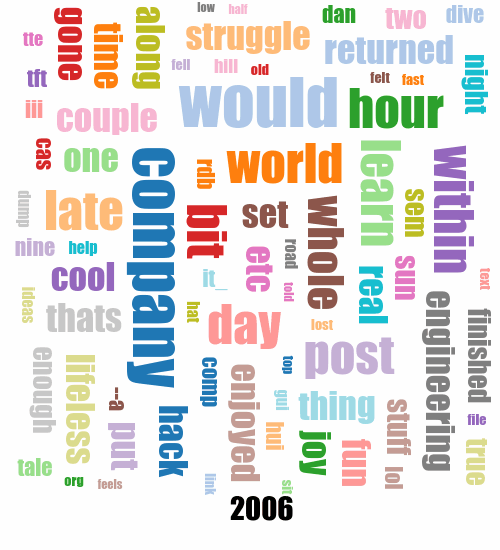 low
half
dan
two
dive
gone
time
along
struggle
returned
tte
tft
fell
hill
old
felt
fast
night
iii
couple
would
hour
cas
one
company
rdb
world
learn
within
dump
late
bit
set
whole
sem
nine
help
cool
it_
etc
road
told
real
sun
text
ideas
thats
hat
day
lost
engineering
finished
enough
lifeless
--a
put
hack
comp
enjoyed
top
post
gui
thing
hui
joy
fun
stuff
lol
file
true
tale
org
feels
link
sit
2006